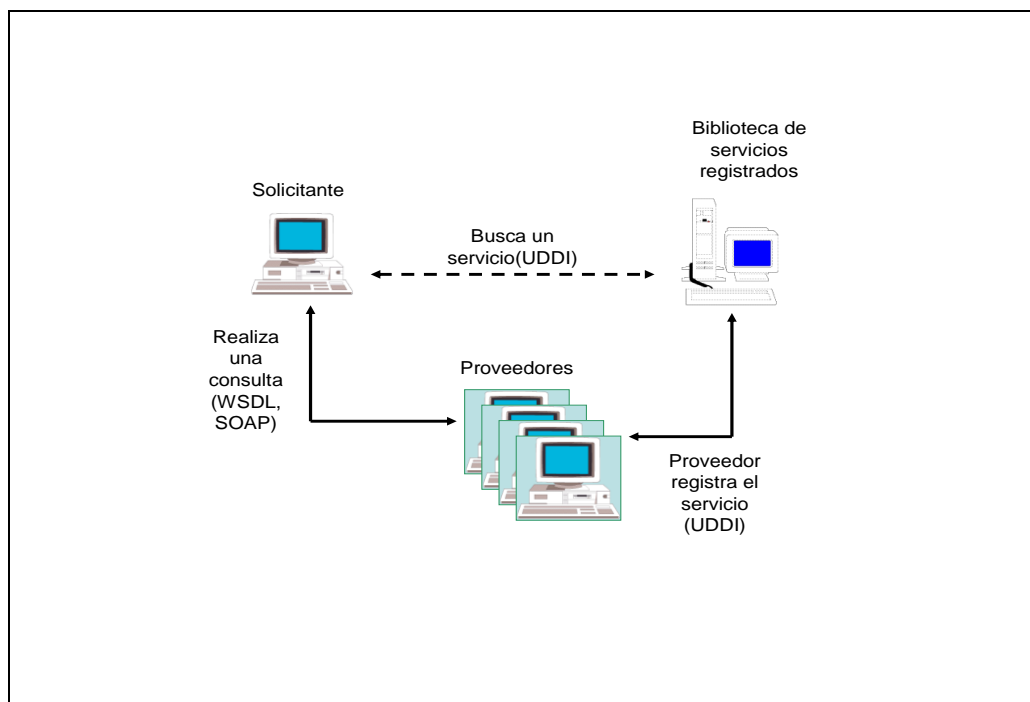 Biblioteca de
servicios
registrados
Solicitante
Busca un
servicio(UDDI)
Realiza
una
consulta
(WSDL,
SOAP)
Proveedores
Proveedor
registra el
servicio
(UDDI)